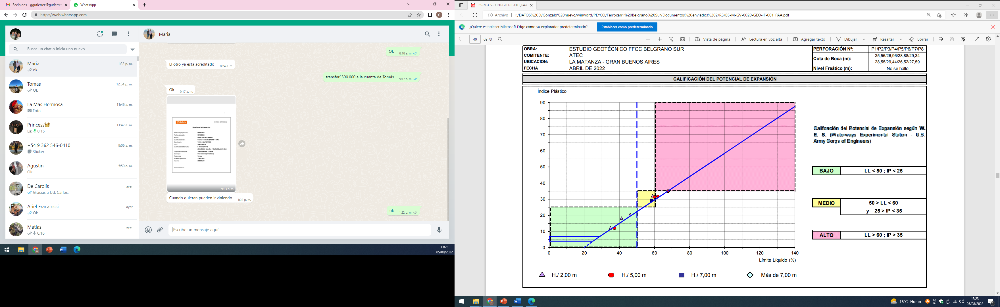 Recibidos - ggutierrez@gutierrez
WhatsApp
https://web.whatsapp.com
G
Busca un chat o inicia uno nuevo
Maria
1:22 p. m.
ok
Tomas
12:54 p. m.
Ok
La Mas Hermosa
11:46 a. m.
Foto
Princess
11:42 a. m.
La: 0:15
+54 9 362 546-0410
9:06 a. m.
Sticker
Agustin
5:50 a. m.
Ok
De Carolis
ayer
Gracias a Ud. Carlos.
Ariel Fracalossi
ayer
Ok
Matias
ayer
0:16
Maria
Ok 8:18 a. m.
El otro ya está acreditado 8:24 a. m.
transferí 300.000 a la cuenta de Tomás 9:17 a. m.
Ok 9:17 a. m.
Galicia
OFFICE BANKING
Detalle de la Operación
9:23 a. m.
Cuando quieran pueden ir viniendo 1:22 p. m.
ok 1:22 p. m.
Escribe un mensaje aquí
13:23
05/08/2022
BS-M-GV-0020-GEO-IF-001_PAA
Archivo
I:/DATOS%20D/Gonzalo%20nuevo/winword/PEYCO/Ferrocarril%20Belgrano%20Sur/Documentos%20enviados%202/R3/BS-M-GV-0020-GEO-IF-001_PAA.pdf
¿Quiere establecer Microsoft Edge como su explorador predeterminado?
Establecer como predeterminado
40 de 73
Vista de página
Lectura en voz alta
Agregar texto
Dibujar
Resaltar
Borrar
OBRA: ESTUDIO GEOTÉCNICO FFCC BELGRANO SUR
COMITENTE: ATEC
UBICACION: LA MATANZA - GRAN BUENOS AIRES
FECHA ABRIL DE 2022
PERFORACIÓN Nº: P1/P2/P3/P4/P5/P6/P7/P8
Cota de Boca (m): 25,56/26,96/28,88/29,34
28,55/29,44/26,52/27,59
Nivel Freático (m): No se halló
CALIFICACIÓN DEL POTENCIAL DE EXPANSIÓN
Índice Plástico
90
80
70
60
50
40
30
20
10
0
0 20 40 60 80 100 120 140
Límite Líquido (%)
H./ 2,00 m
H./ 5,00 m
H./ 7,00 m
Más de 7,00 m
Calificación del Potencial de Expansión según W.
E. S. (Waterways Experimental Station - U.S.
Army Corps of Engineers)
BAJO LL < 50 ; IP < 25
MEDIO 50 > LL < 60
y 25 > IP < 35
ALTO LL > 60 ; IP > 35
16°C Humo
13:23
05/08/2022
1